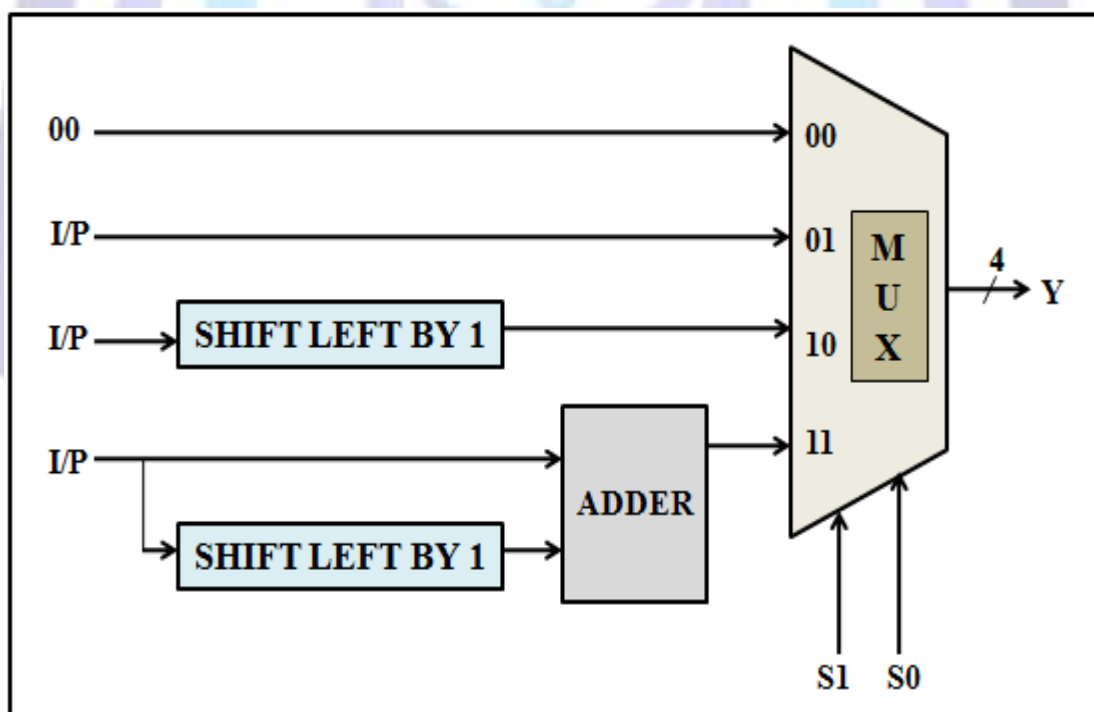 00
00
I/P
01
M
U
X
4
Y
I/P
SHIFT LEFT BY 1
10
I/P
11
ADDER
SHIFT LEFT BY 1
S1
S0